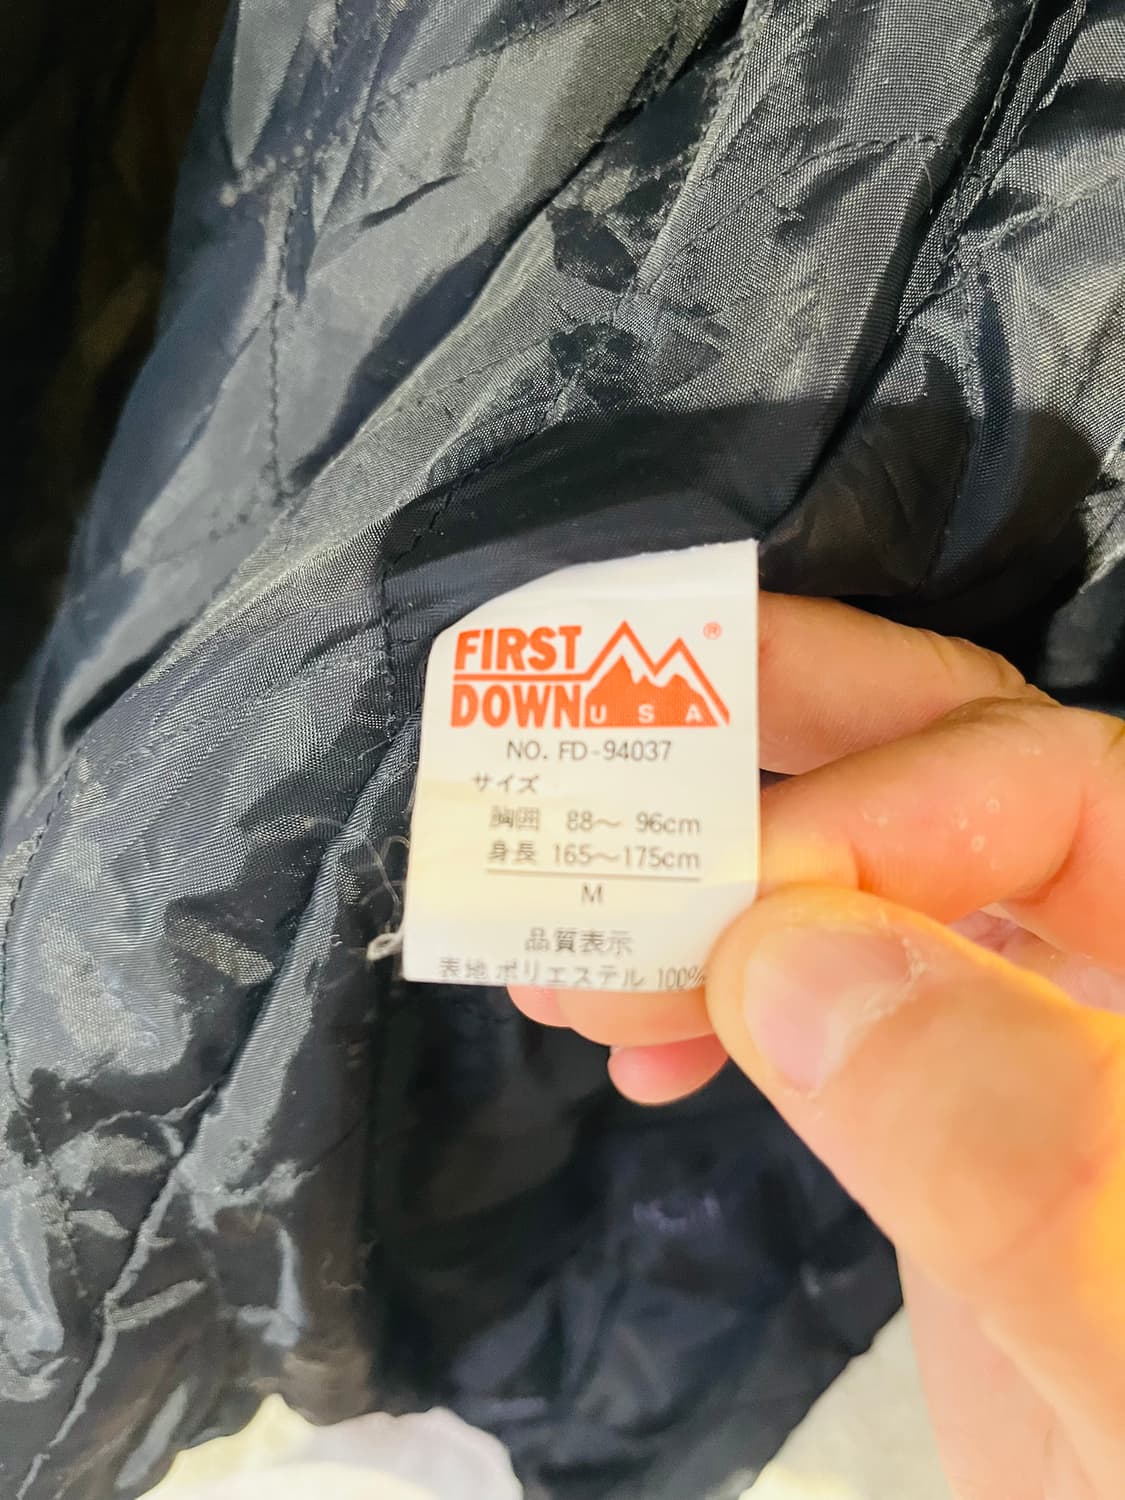 FIRST
DOWN USA ®
NO. FD-94037
サイズ
胸囲 88～ 96cm
身長 165～175cm
M
品質表示
表地 ポリエステル 100%